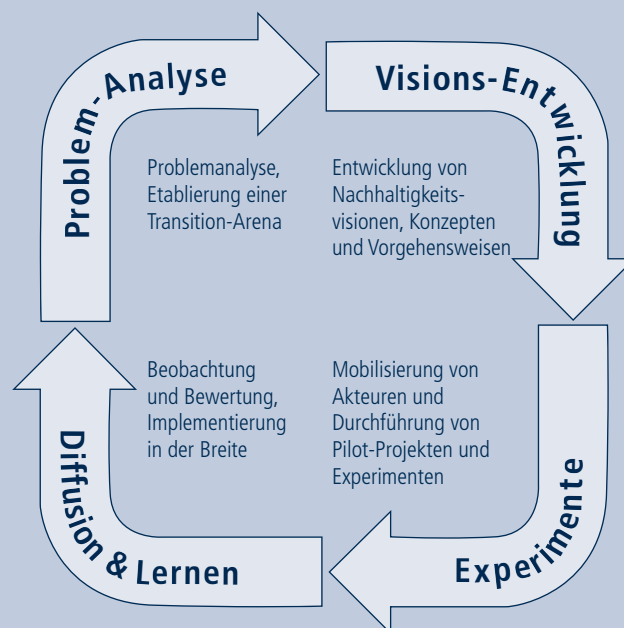 Problem-Analyse
Problemanalyse,
Etablierung einer
Transition-Arena
Visions-Entwicklung
Entwicklung von
Nachhaltigkeits-
visionen, Konzepten
und Vorgehensweisen
Experimente
Mobilisierung von
Akteuren und
Durchführung von
Pilot-Projekten und
Experimenten
Diffusion & Lernen
Beobachtung
und Bewertung,
Implementierung
in der Breite